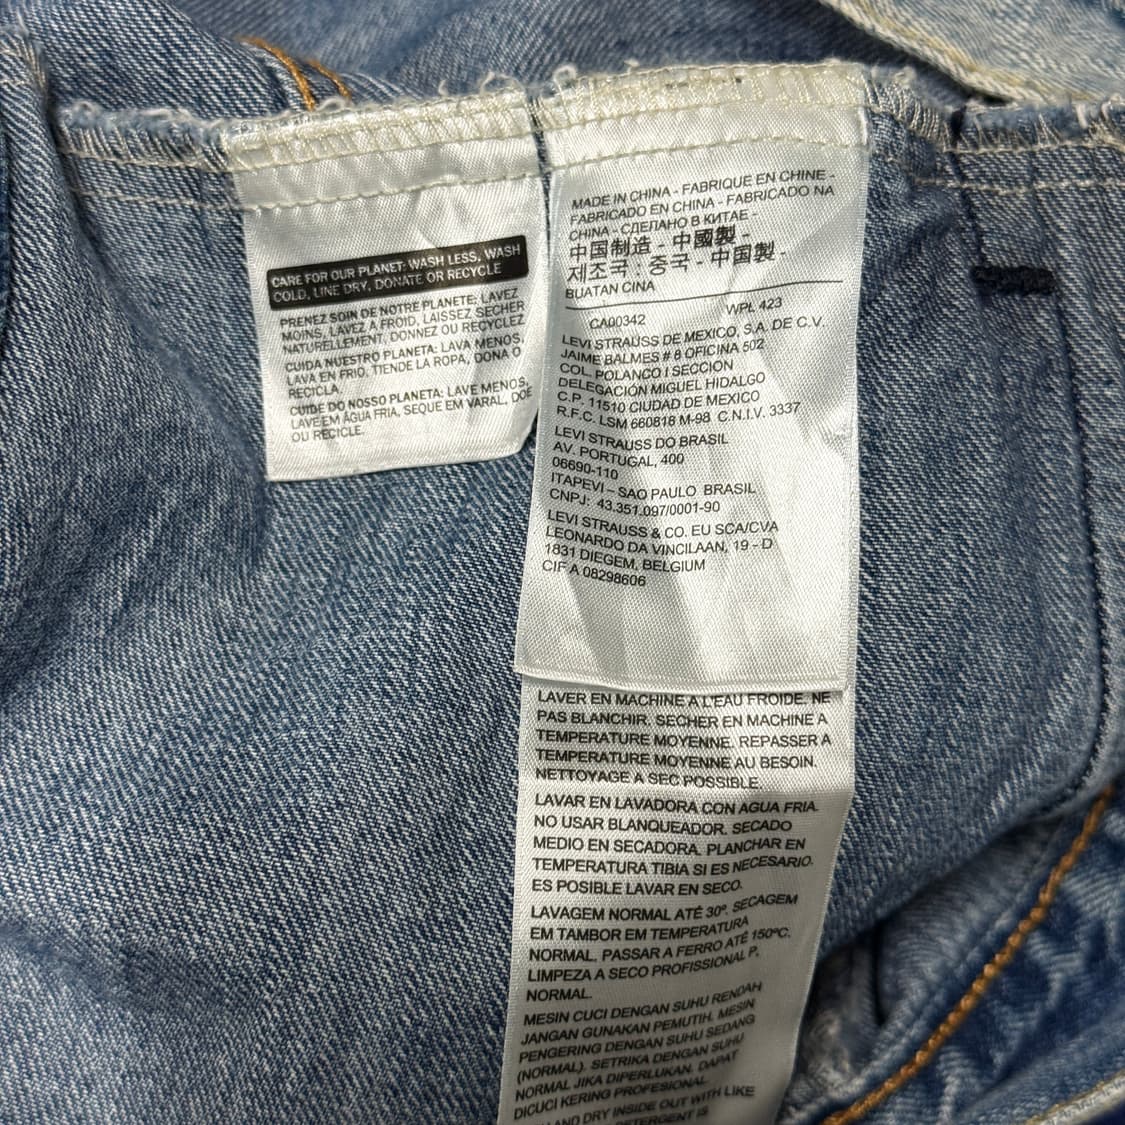 CARE FOR OUR PLANET: WASH LESS, WASH
COLD, LINE DRY, DONATE OR RECYCLE
PRENEZ SOIN DE NOTRE PLANETE: LAVEZ
MOINS, LAVEZ A FROID, LAISSEZ SECHER
NATURELLEMENT, DONNEZ OU RECYCLEZ
CUIDA NUESTRO PLANETA: LAVA MENOS,
LAVA EN FRIO, TIENDE LA ROPA, DONA O
RECICLA
CUIDE DO NOSSO PLANETA: LAVE MENOS,
LAVE EM ÁGUA FRIA, SEQUE EM VARAL, DOE
OU RECICLE.
MADE IN CHINA - FABRIQUE EN CHINE -
FABRICADO EN CHINA - FABRICADO NA
CHINA - СДЕЛАНО В КИТАЕ -
中国制造 - 中國製 -
제조국 : 중국 - 中国製 -
BUATAN CINA
CA00342 WPL 423
LEVI STRAUSS DE MEXICO, S.A. DE C.V.
JAIME BALMES # 8 OFICINA 502
COL. POLANCO I SECCION
DELEGACIÓN MIGUEL HIDALGO
C.P. 11510 CIUDAD DE MEXICO
R.F.C. LSM 660818 M-98 C.N.I.V. 3337
LEVI STRAUSS DO BRASIL
AV. PORTUGAL, 400
06690-110
ITAPEVI – SAO PAULO BRASIL
CNPJ: 43.351.097/0001-90
LEVI STRAUSS & CO. EU SCA/CVA
LEONARDO DA VINCILAAN, 19 - D
1831 DIEGEM, BELGIUM
CIF A 08298606
LAVER EN MACHINE A L'EAU FROIDE. NE
PAS BLANCHIR. SECHER EN MACHINE A
TEMPERATURE MOYENNE. REPASSER A
TEMPERATURE MOYENNE AU BESOIN.
NETTOYAGE A SEC POSSIBLE.
LAVAR EN LAVADORA CON AGUA FRIA.
NO USAR BLANQUEADOR. SECADO
MEDIO EN SECADORA. PLANCHAR EN
TEMPERATURA TIBIA SI ES NECESARIO.
ES POSIBLE LAVAR EN SECO.
LAVAGEM NORMAL ATÉ 30º. SECAGEM
EM TAMBOR EM TEMPERATURA
NORMAL. PASSAR A FERRO ATÉ 150ºC.
LIMPEZA A SECO PROFISSIONAL P,
NORMAL.
MESIN CUCI DENGAN SUHU RENDAH
JANGAN GUNAKAN PEMUTIH. MESIN
PENGERING DENGAN SUHU SEDANG
(NORMAL). SETRIKA DENGAN SUHU
NORMAL JIKA DIPERLUKAN. DAPAT
DICUCI KERING PROFESIONAL.
AND DRY INSIDE OUT WITH LIKE
DETERGENT IS